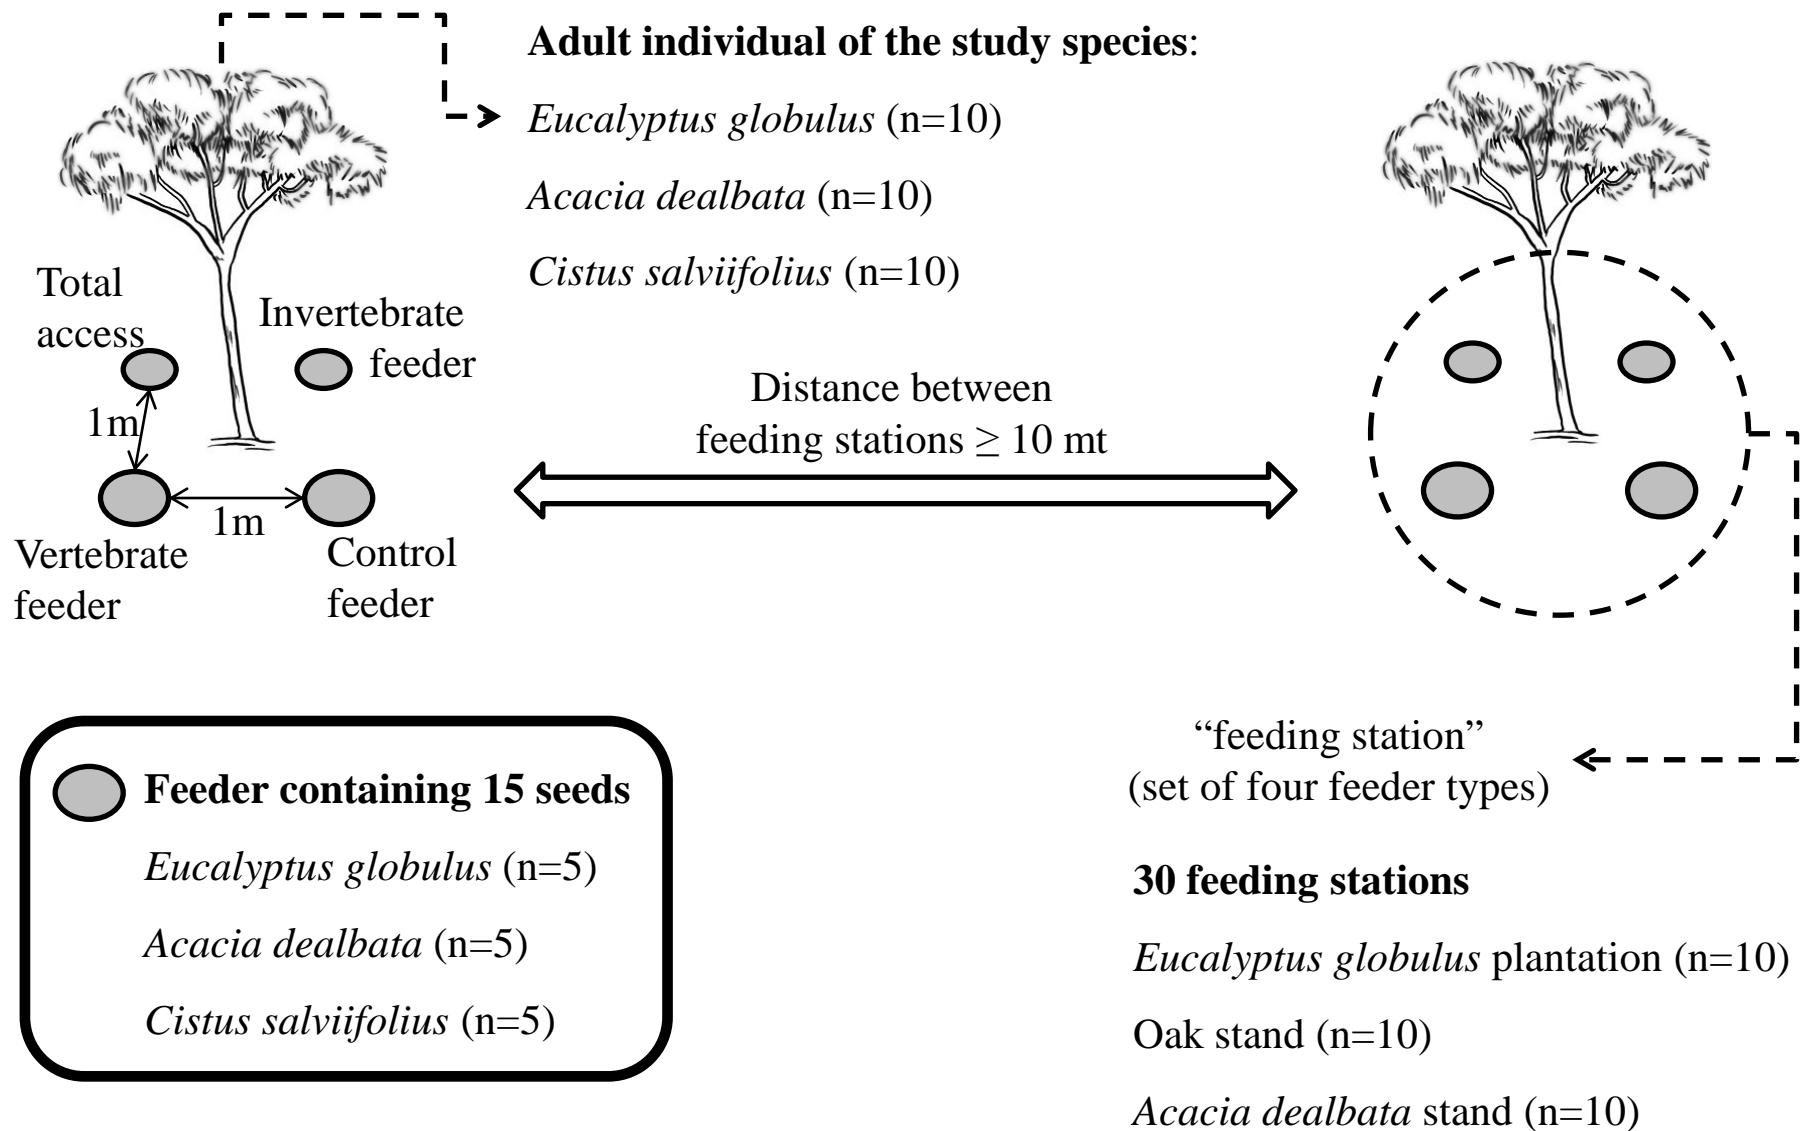 Adult individual of the study species:
Eucalyptus globulus (n=10)
Acacia dealbata (n=10)
Cistus salviifolius (n=10)
Total
access
Invertebrate
feeder
1m
1m
Vertebrate
feeder
Control
feeder
Distance between
feeding stations ≥ 10 mt
Feeder containing 15 seeds
Eucalyptus globulus (n=5)
Acacia dealbata (n=5)
Cistus salviifolius (n=5)
“feeding station”
(set of four feeder types)
30 feeding stations
Eucalyptus globulus plantation (n=10)
Oak stand (n=10)
Acacia dealbata stand (n=10)